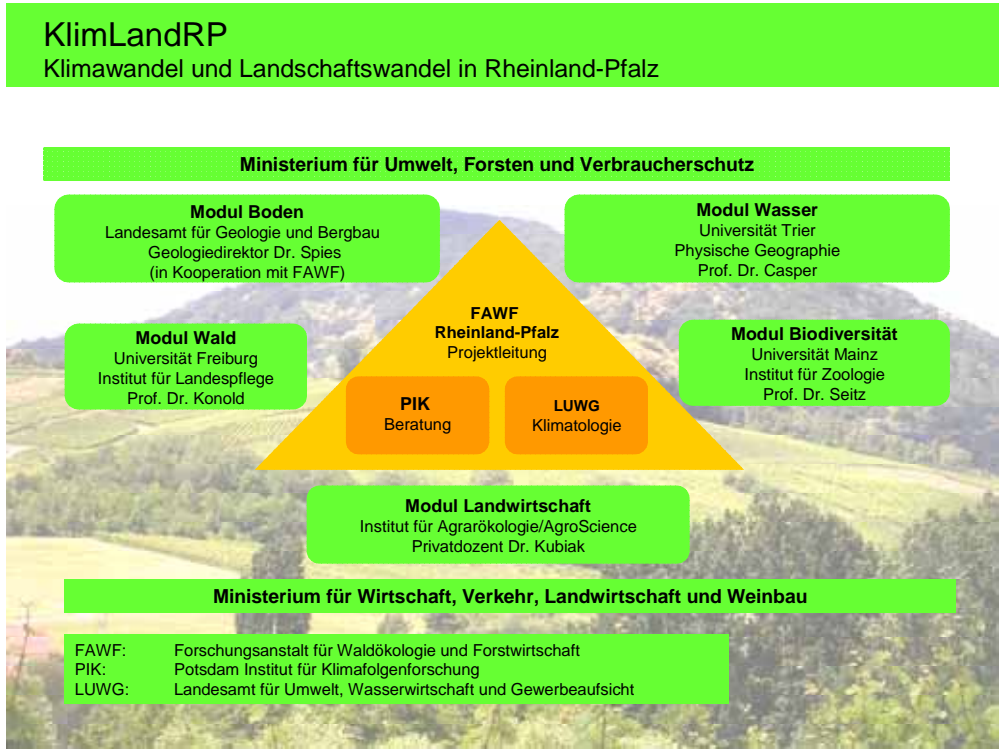 KlimLandRP
Klimawandel und Landschaftswandel in Rheinland-Pfalz
Ministerium für Umwelt, Forsten und Verbraucherschutz
Modul Boden
Landesamt für Geologie und Bergbau
Geologiedirektor Dr. Spies
(in Kooperation mit FAWF)
Modul Wasser
Universität Trier
Physische Geographie
Prof. Dr. Casper
FAWF
Rheinland-Pfalz
Projektleitung
Modul Wald
Universität Freiburg
Institut für Landespflege
Prof. Dr. Konold
Modul Biodiversität
Universität Mainz
Institut für Zoologie
Prof. Dr. Seitz
PIK
Beratung
LUWG
Klimatologie
Modul Landwirtschaft
Institut für Agrarökologie/AgroScience
Privatdozent Dr. Kubiak
Ministerium für Wirtschaft, Verkehr, Landwirtschaft und Weinbau
FAWF: Forschungsanstalt für Waldökologie und Forstwirtschaft
PIK: Potsdam Institut für Klimafolgenforschung
LUWG: Landesamt für Umwelt, Wasserwirtschaft und Gewerbeaufsicht